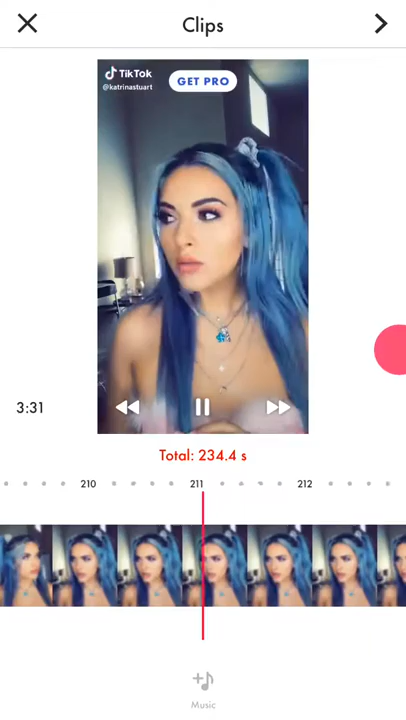 Clips
TikTok
@katrinastuart
GET PRO
3:31
Total: 234.4 s
210
211
212
Music